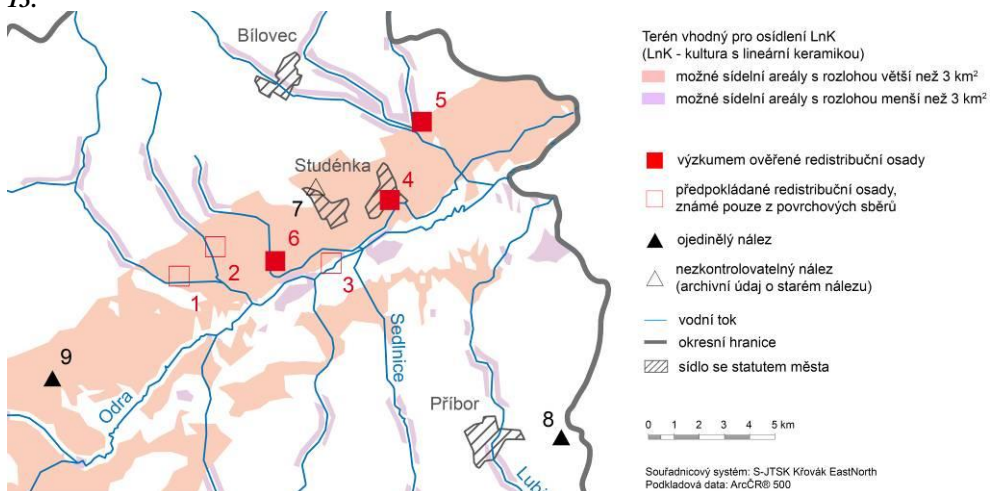 13.
Bílovec
5
Studénka
4
7
6
2
3
1
Sedlnice
9
Odra
Příbor
8
Terén vhodný pro osídlení LnK
(LnK - kultura s lineární keramikou)
možné sídelní areály s rozlohou větší než 3 km²
možné sídelní areály s rozlohou menší než 3 km²
výzkumem ověřené redistribuční osady
předpokládané redistribuční osady,
známé pouze z povrchových sběrů
ojedinělý nález
nezkontrolovatelný nález
(archivní údaj o starém nálezu)
vodní tok
okresní hranice
sídlo se statutem města
0 1 2 3 4 5 km
Souřadnicový systém: S-JTSK Křovák EastNorth
Podkladová data: ArcČR® 500